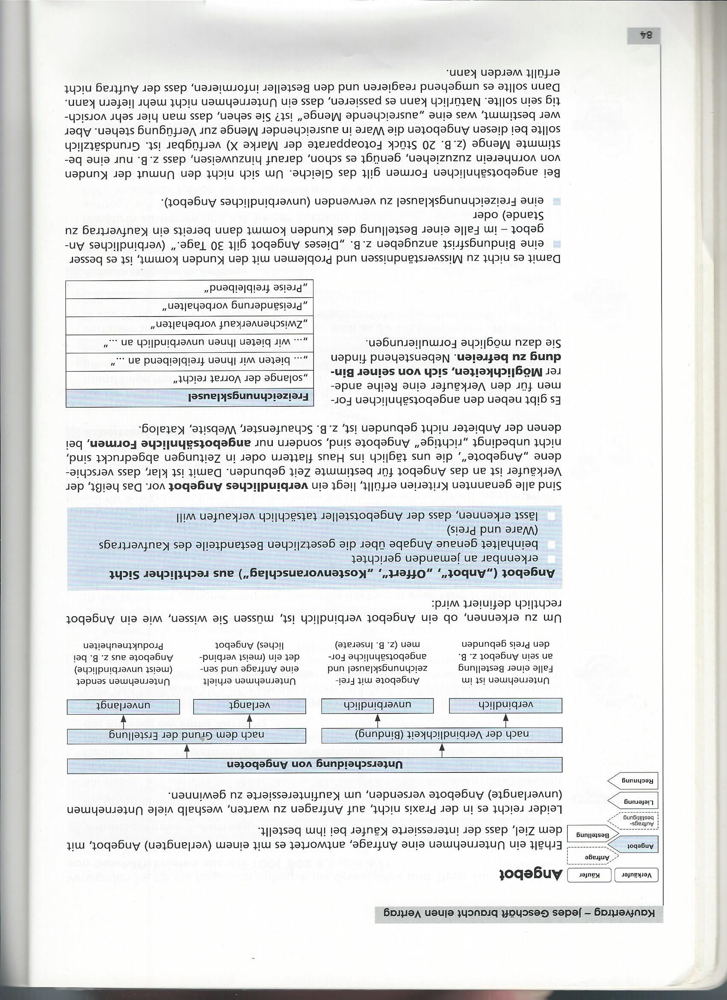 Kaufvertrag – jedes Geschäft braucht einen Vertrag
Verkäufer
Käufer
Anfrage
Angebot
Bestellung
Auftrags-
bestätigung
Lieferung
Rechnung
Angebot
Erhält ein Unternehmen eine Anfrage, antwortet es mit einem (verlangten) Angebot, mit
dem Ziel, dass der interessierte Käufer bei ihm bestellt.
Leider reicht es in der Praxis nicht, auf Anfragen zu warten, weshalb viele Unternehmen
(unverlangte) Angebote versenden, um Kaufinteressierte zu gewinnen.
Unterscheidung von Angeboten
nach der Verbindlichkeit (Bindung)
nach dem Grund der Erstellung
verbindlich
unverbindlich
verlangt
unverlangt
Unternehmen ist im
Falle einer Bestellung
an sein Angebot z. B.
den Preis gebunden
Angebote mit Frei-
zeichnungsklausel und
angebotsähnliche For-
men (z. B. Inserate)
Unternehmen erhielt
eine Anfrage und sen-
det ein (meist verbind-
liches) Angebot
Unternehmen sendet
(meist unverbindliche)
Angebote aus z. B. bei
Produktneuheiten
Um zu erkennen, ob ein Angebot verbindlich ist, müssen Sie wissen, wie ein Angebot
rechtlich definiert wird:
Angebot („Anbot“, „Offert“, „Kostenvoranschlag“) aus rechtlicher Sicht
erkennbar an jemanden gerichtet
beinhaltet genaue Angabe über die gesetzlichen Bestandteile des Kaufvertrags
(Ware und Preis)
lässt erkennen, dass der Angebotsteller tatsächlich verkaufen will
Sind alle genannten Kriterien erfüllt, liegt ein verbindliches Angebot vor. Das heißt, der
Verkäufer ist an das Angebot für bestimmte Zeit gebunden. Damit ist klar, dass verschie-
dene „Angebote“, die uns täglich ins Haus flattern oder in Zeitungen abgedruckt sind,
nicht unbedingt „richtige“ Angebote sind, sondern nur angebotsähnliche Formen, bei
denen der Anbieter nicht gebunden ist, z. B. Schaufenster, Website, Katalog.
Es gibt neben den angebotsähnlichen For-
men für den Verkäufer eine Reihe ande-
rer Möglichkeiten, sich von seiner Bin-
dung zu befreien. Nebenstehend finden
Sie dazu mögliche Formulierungen.
Freizeichnungsklausel
„solange der Vorrat reicht“
„... bieten wir Ihnen freibleibend an ...“
„... wir bieten Ihnen unverbindlich an ...“
„Zwischenverkauf vorbehalten“
„Preisänderung vorbehalten“
„Preise freibleibend“
Damit es nicht zu Missverständnissen und Problemen mit den Kunden kommt, ist es besser
eine Bindungsfrist anzugeben z. B. „Dieses Angebot gilt 30 Tage.“ (verbindliches An-
gebot – im Falle einer Bestellung des Kunden kommt dann bereits ein Kaufvertrag zu
Stande) oder
eine Freizeichnungsklausel zu verwenden (unverbindliches Angebot).
Bei angebotsähnlichen Formen gilt das Gleiche. Um sich nicht den Unmut der Kunden
von vornherein zuzuziehen, genügt es schon, darauf hinzuweisen, dass z. B. nur eine be-
stimmte Menge (z. B. 20 Stück Fotoapparate der Marke X) verfügbar ist. Grundsätzlich
sollte bei diesen Angeboten die Ware in ausreichender Menge zur Verfügung stehen. Aber
wer bestimmt, was eine „ausreichende Menge“ ist? Sie sehen, dass man hier sehr vorsich-
tig sein sollte. Natürlich kann es passieren, dass ein Unternehmen nicht mehr liefern kann.
Dann sollte es umgehend reagieren und den Besteller informieren, dass der Auftrag nicht
erfüllt werden kann.
84